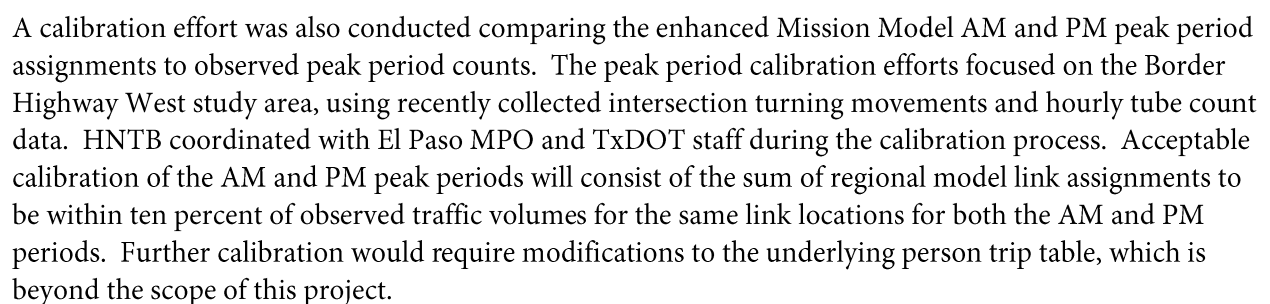 A calibration effort was also conducted comparing the enhanced Mission Model AM and PM peak period
assignments to observed peak period counts.  The peak period calibration efforts focused on the Border
Highway West study area, using recently collected intersection turning movements and hourly tube count
data.  HNTB coordinated with El Paso MPO and TxDOT staff during the calibration process.  Acceptable
calibration of the AM and PM peak periods will consist of the sum of regional model link assignments to
be within ten percent of observed traffic volumes for the same link locations for both the AM and PM
periods.  Further calibration would require modifications to the underlying person trip table, which is
beyond the scope of this project.